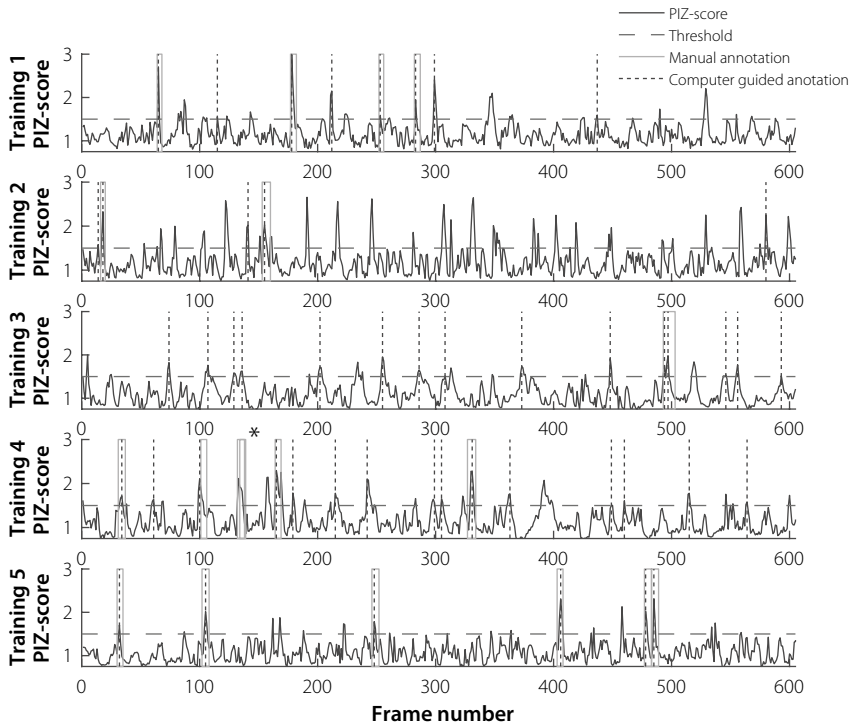 PIZ-score
Threshold
Manual annotation
Computer guided anotation
Training 1
PIZ-score
3
2
1
0 100 200 300 400 500 600
Training 2
PIZ-score
3
2
1
0 100 200 300 400 500 600
Training 3
PIZ-score
3
2
1
0 100 200 300 400 500 600
*
Training 4
PIZ-score
3
2
1
0 100 200 300 400 500 600
Training 5
PIZ-score
3
2
1
0 100 200 300 400 500 600
Frame number